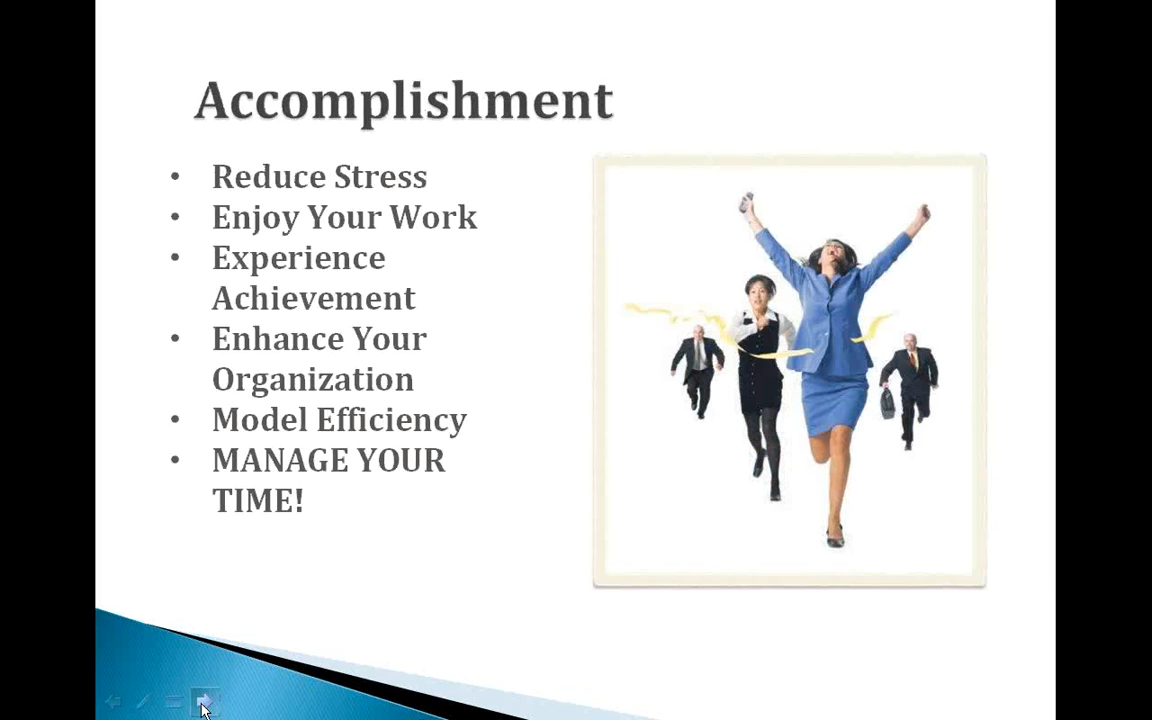 Accomplishment
• Reduce Stress
• Enjoy Your Work
• Experience
Achievement
• Enhance Your
Organization
• Model Efficiency
• MANAGE YOUR
TIME!